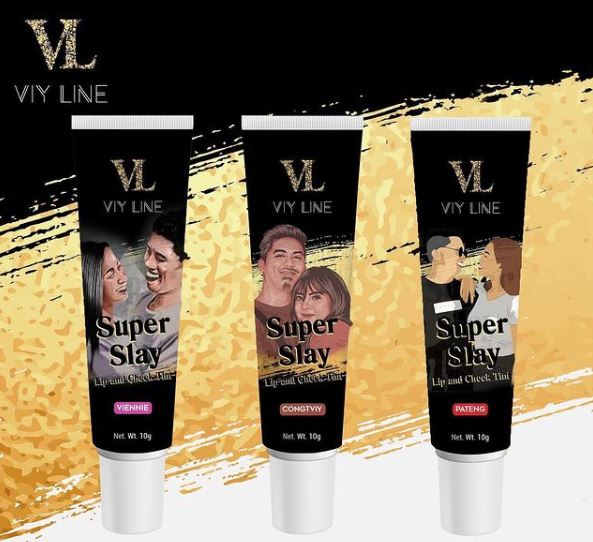 VL
VIY LINE
VL
VIY LINE
Super
Slay
Lip and Cheek Tint
VIENNIE
Net. Wt. 10g
VL
VIY LINE
Super
Slay
Lip and Cheek Tint
CONGTVIY
Net. Wt. 10g
VL
VIY LINE
Super
Slay
Lip and Cheek Tint
PATENG
Net. Wt. 10g